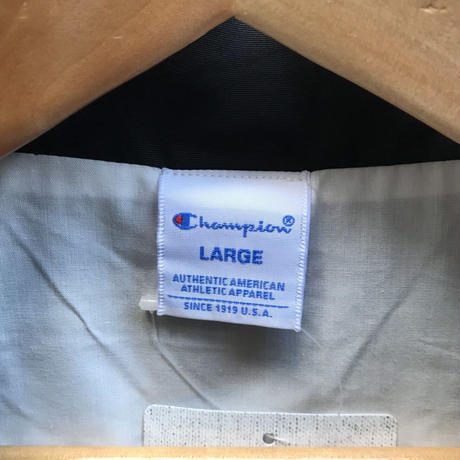 Champion®
LARGE
AUTHENTIC AMERICAN
ATHLETIC APPAREL
SINCE 1919 U.S.A.